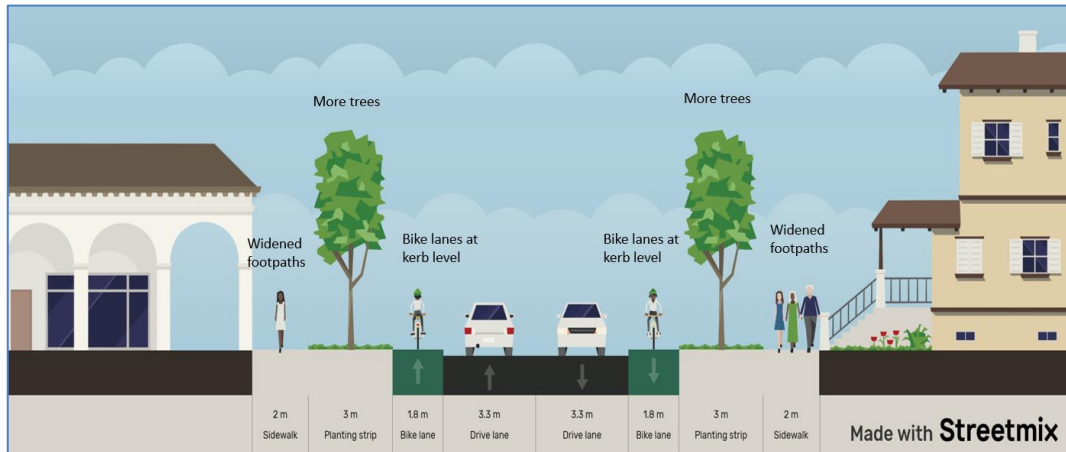 More trees
More trees
Widened
footpaths
Bike lanes at
kerb level
Bike lanes at
kerb level
Widened
footpaths
2 m
Sidewalk
3 m
Planting strip
1.8 m
Bike lane
3.3 m
Drive lane
3.3 m
Drive lane
1.8 m
Bike lane
3 m
Planting strip
2 m
Sidewalk
Made with Streetmix